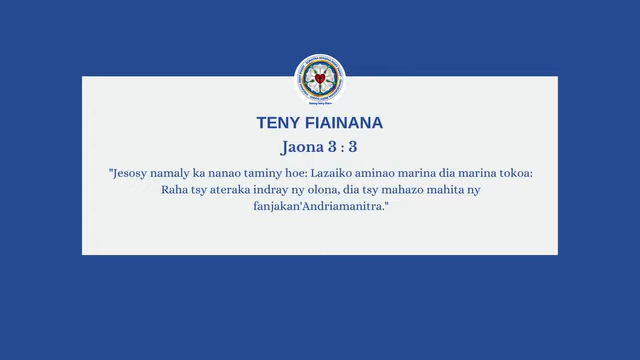 TENY FIAINANA
Jaona 3 : 3
"Jesosy namaly ka nanao taminy hoe: Lazaiko aminao marina dia marina tokoa:
Raha tsy ateraka indray ny olona, dia tsy mahazo mahita ny
fanjakan'Andriamanitra."